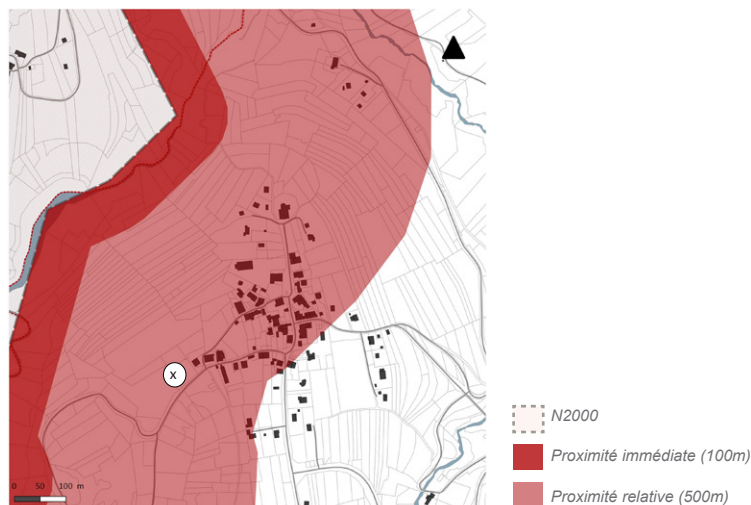 x
0 50 100 m
N2000
Proximité immédiate (100m)
Proximité relative (500m)